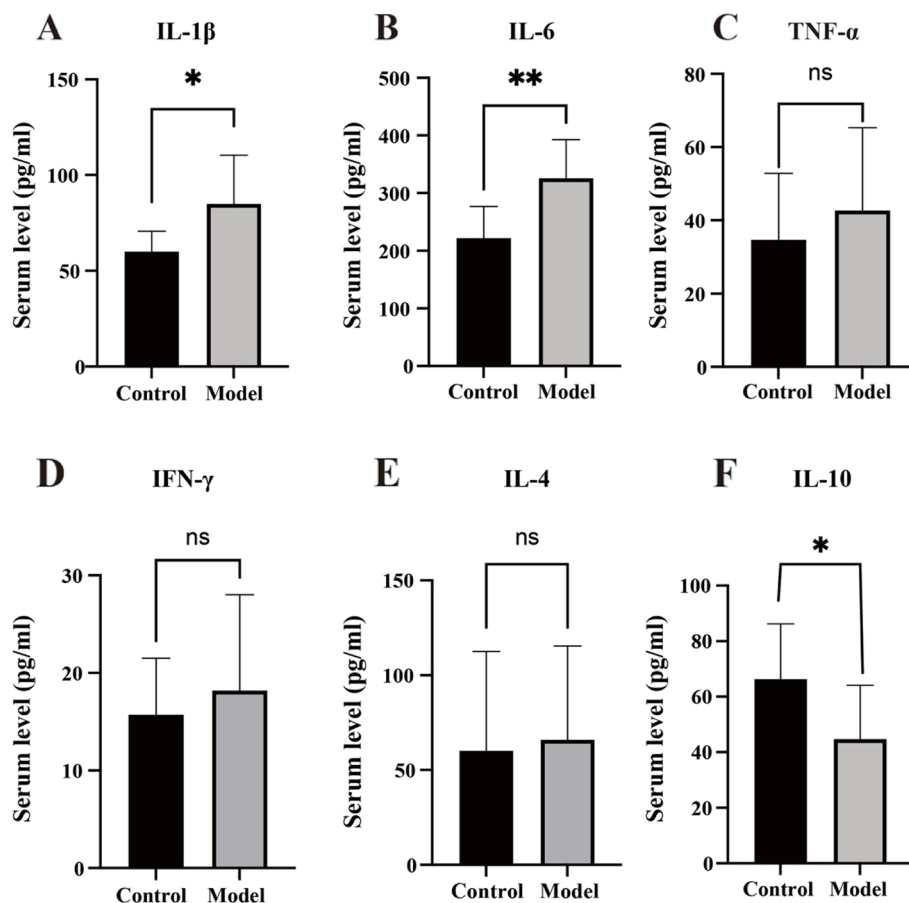 A IL-1β
Serum level (pg/ml)
150
100
50
0
*
Control Model
B IL-6
Serum level (pg/ml)
500
400
300
200
100
0
**
Control Model
C TNF-α
Serum level (pg/ml)
80
60
40
20
0
ns
Control Model
D IFN-γ
Serum level (pg/ml)
30
20
10
0
ns
Control Model
E IL-4
Serum level (pg/ml)
150
100
50
0
ns
Control Model
F IL-10
Serum level (pg/ml)
100
80
60
40
20
0
*
Control Model